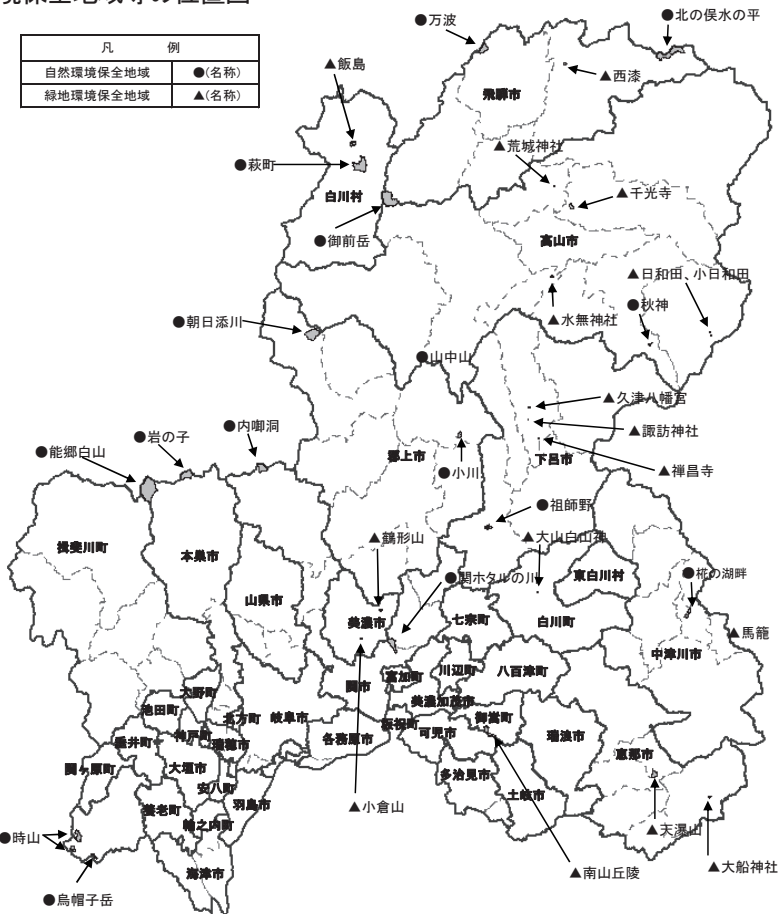 境保全地域等の位置図
凡 例
自然環境保全地域 ●(名称)
緑地環境保全地域 ▲(名称)
●万波
●北の俣水の平
▲飯島
▲西漆
飛騨市
▲荒城神社
●萩町
白川村
▲千光寺
●御前岳
高山市
▲日和田、小日和田
●秋神
▲水無神社
●朝日添川
●山中山
▲久津八幡宮
▲諏訪神社
●内唧洞
●岩の子
●能郷白山
郡上市
下呂市
▲禅昌寺
●小川
●祖師野
▲鶴形山
▲大山白山神
揖斐川町
本巣市
●関ホタルの川
東白川村
●椛の湖畔
山県市
美濃市
七宗町
白川町
▲馬籠
中津川市
川辺町
八百津町
富加町
関市
大野町
美濃加茂市
池田町
北方町
岐阜市
坂祝町
御嵩町
神戸町
瑞穂市
各務原市
可児市
瑞浪市
垂井町
恵那市
関ヶ原町
大垣市
多治見市
安八町
羽島市
土岐市
養老町
▲小倉山
輪之内町
▲天瀑山
●時山
海津市
▲南山丘陵
▲大船神社
●烏帽子岳